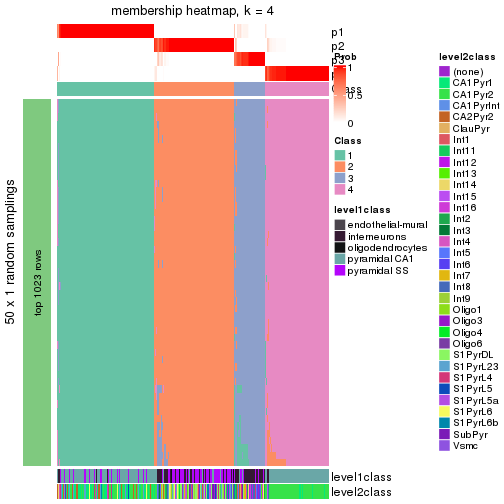 membership heatmap, k = 4
p1
p2
p3
Prob
1
0.5
0
Class
1
2
3
4
level1class
endothelial-mural
interneurons
oligodendrocytes
pyramidal CA1
pyramidal SS
level2class
(none)
CA1Pyr1
CA1Pyr2
CA1PyrInt
CA2Pyr2
ClauPyr
Int1
Int11
Int12
Int13
Int14
Int15
Int16
Int2
Int3
Int4
Int5
Int6
Int7
Int8
Int9
Oligo1
Oligo3
Oligo4
Oligo6
S1PyrDL
S1PyrL23
S1PyrL4
S1PyrL5
S1PyrL5a
S1PyrL6
S1PyrL6b
SubPyr
Vsmc
50 x 1 random samplings
top 1023 rows
level1class
level2class